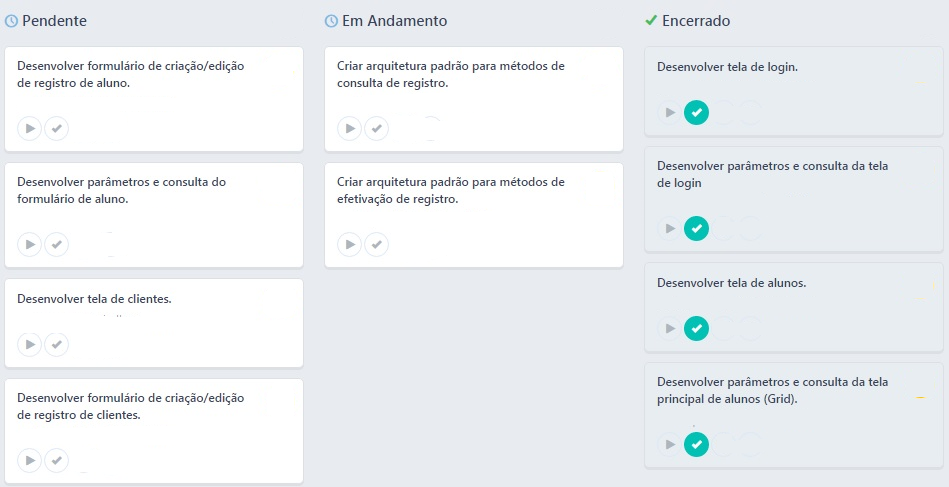 Pendente
Desenvolver formulário de criação/edição
de registro de aluno.
Desenvolver parâmetros e consulta do
formulário de aluno.
Desenvolver tela de clientes.
Desenvolver formulário de criação/edição
de registro de clientes.
Em Andamento
Criar arquitetura padrão para métodos de
consulta de registro.
Criar arquitetura padrão para métodos de
efetivação de registro.
Encerrado
Desenvolver tela de login.
Desenvolver parâmetros e consulta da tela
de login
Desenvolver tela de alunos.
Desenvolver parâmetros e consulta da tela
principal de alunos (Grid).